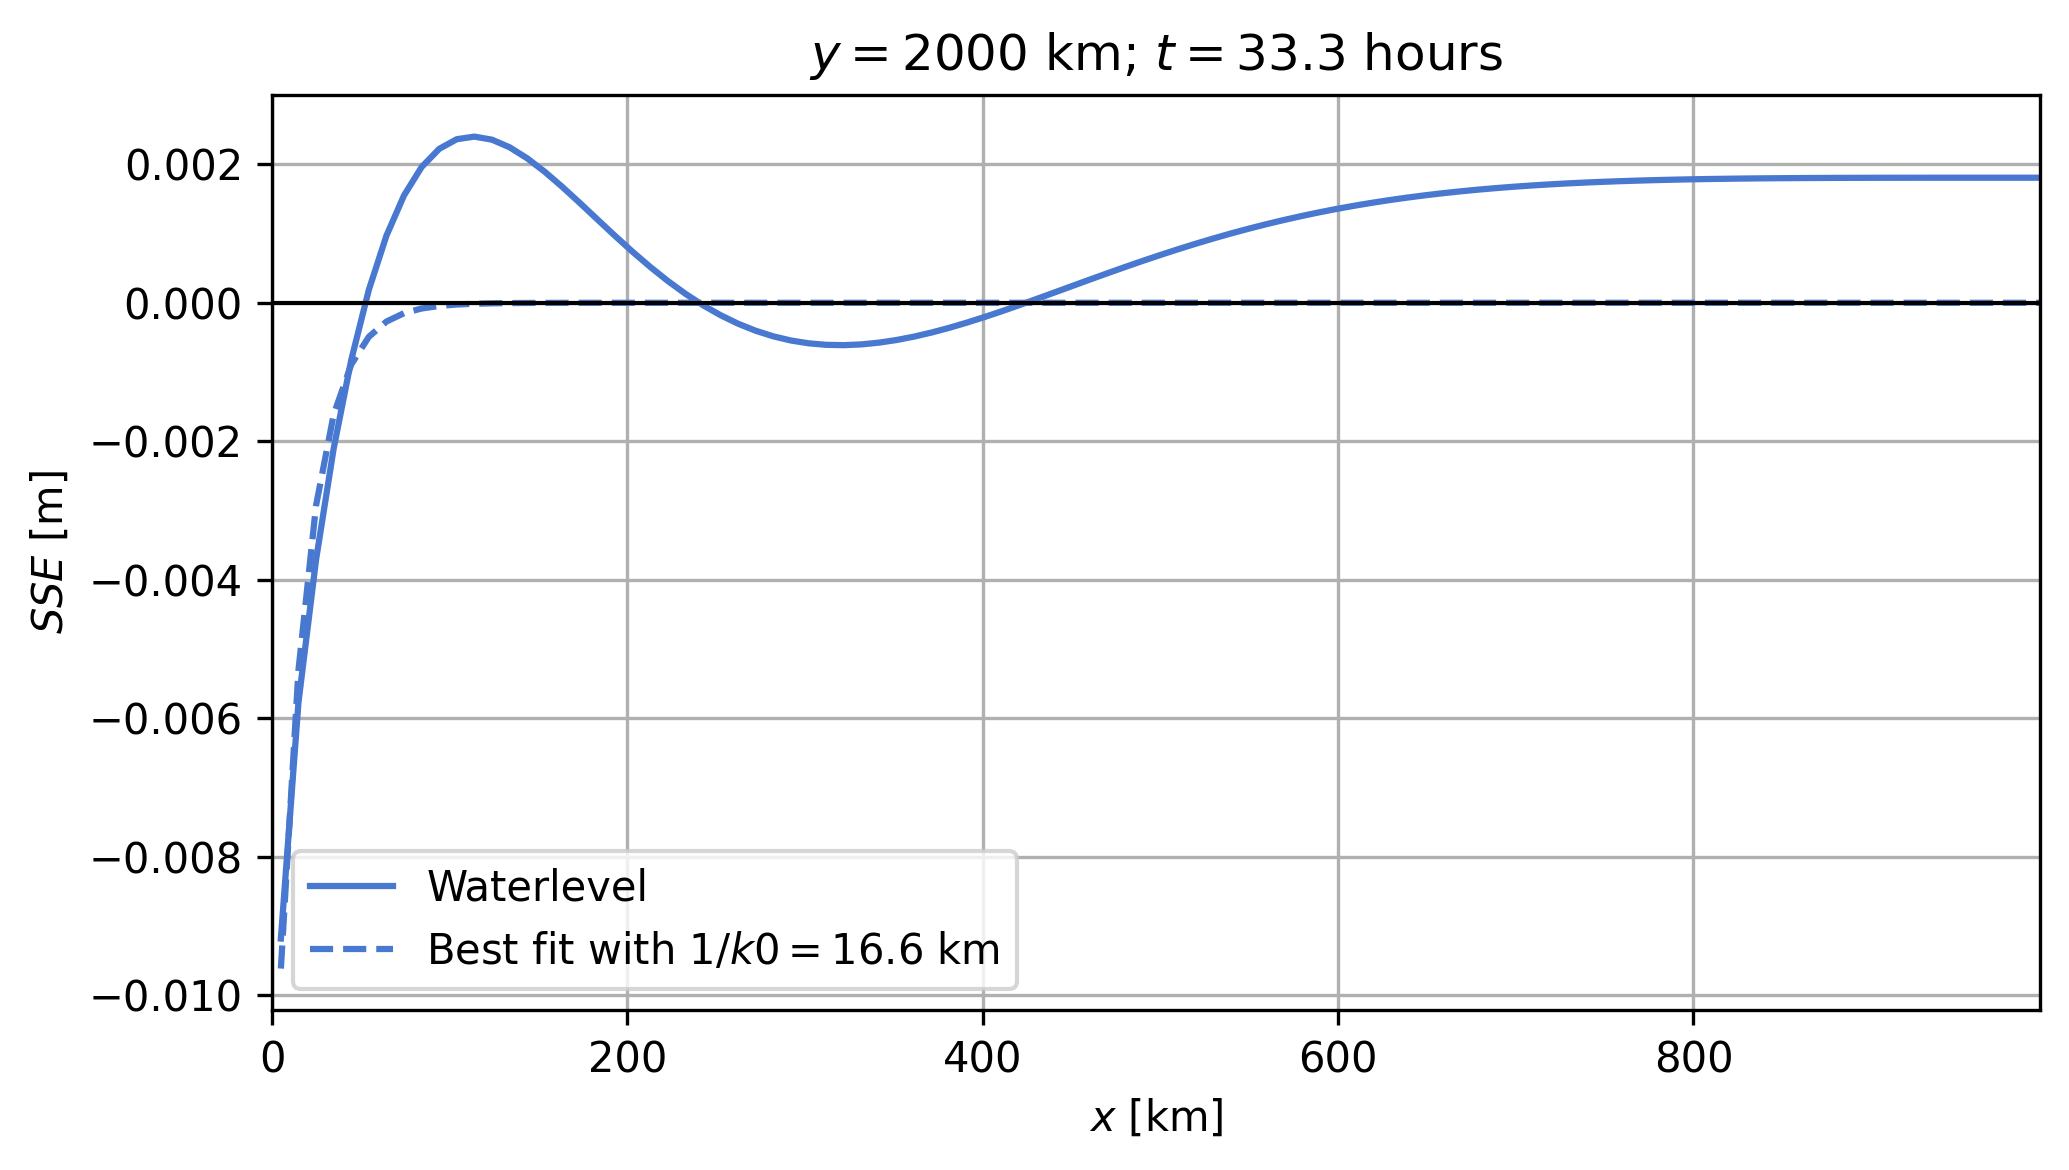 y = 2000 km; t = 33.3 hours
0.002
0.000
−0.002
−0.004
−0.006
−0.008
−0.010
SSE [m]
Waterlevel
Best fit with 1/k0 = 16.6 km
0 200 400 600 800
x [km]